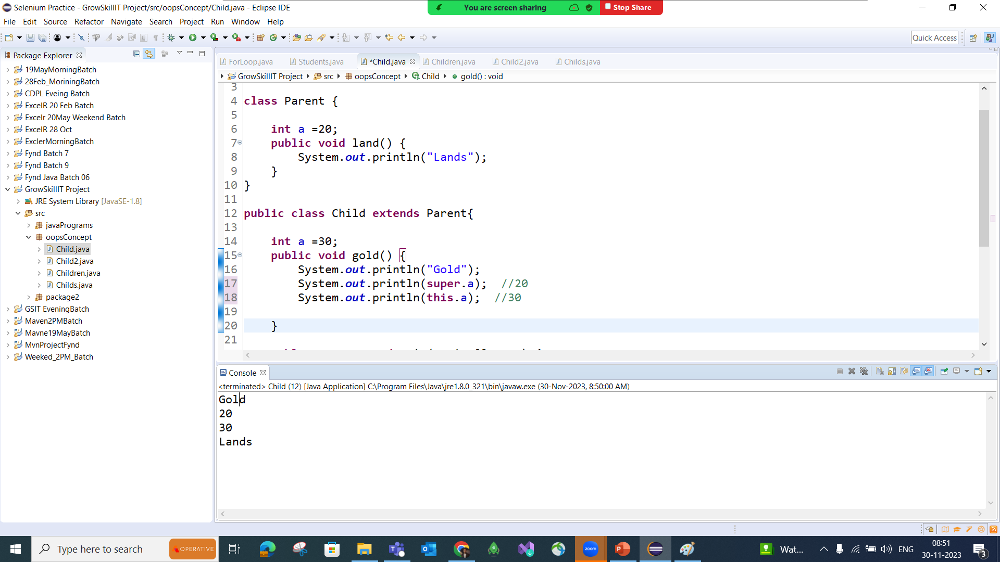 Selenium Practice - GrowSkillIT Project/src/oopsConcept/Child.java - Eclipse IDE
You are screen sharing
Stop Share
File Edit Source Refactor Navigate Search Project Run Window Help
Quick Access
Package Explorer
19MayMorningBatch
28Feb_MoriningBatch
CDPL Eveing Batch
ExcelR 20 Feb Batch
Excelr 20May Weekend Batch
ExcelR 28 Oct
ExclerMorningBatch
Fynd Batch 7
Fynd Batch 9
Fynd Java Batch 06
GrowSkillIT Project
JRE System Library [JavaSE-1.8]
src
javaPrograms
oopsConcept
Child.java
Child2.java
Children.java
Childs.java
package2
GSIT EveningBatch
Maven2PMBatch
Mavne19MayBatch
MvnProjectFynd
Weeked_2PM_Batch
ForLoop.java Students.java *Child.java Children.java Child2.java Childs.java
GrowSkillIT Project src oopsConcept Child gold() : void
3
4 class Parent {
5
6 int a =20;
7 public void land() {
8 System.out.println("Lands");
9 }
10 }
11
12 public class Child extends Parent{
13
14 int a =30;
15 public void gold() {
16 System.out.println("Gold");
17 System.out.println(super.a); //20
18 System.out.println(this.a); //30
19
20 }
21
Console
<terminated> Child (12) [Java Application] C:\Program Files\Java\jre1.8.0_321\bin\javaw.exe (30-Nov-2023, 8:50:00 AM)
Gold
20
30
Lands
Type here to search
OPERATIVE
zoom
Wat...
ENG
08:51
30-11-2023
3